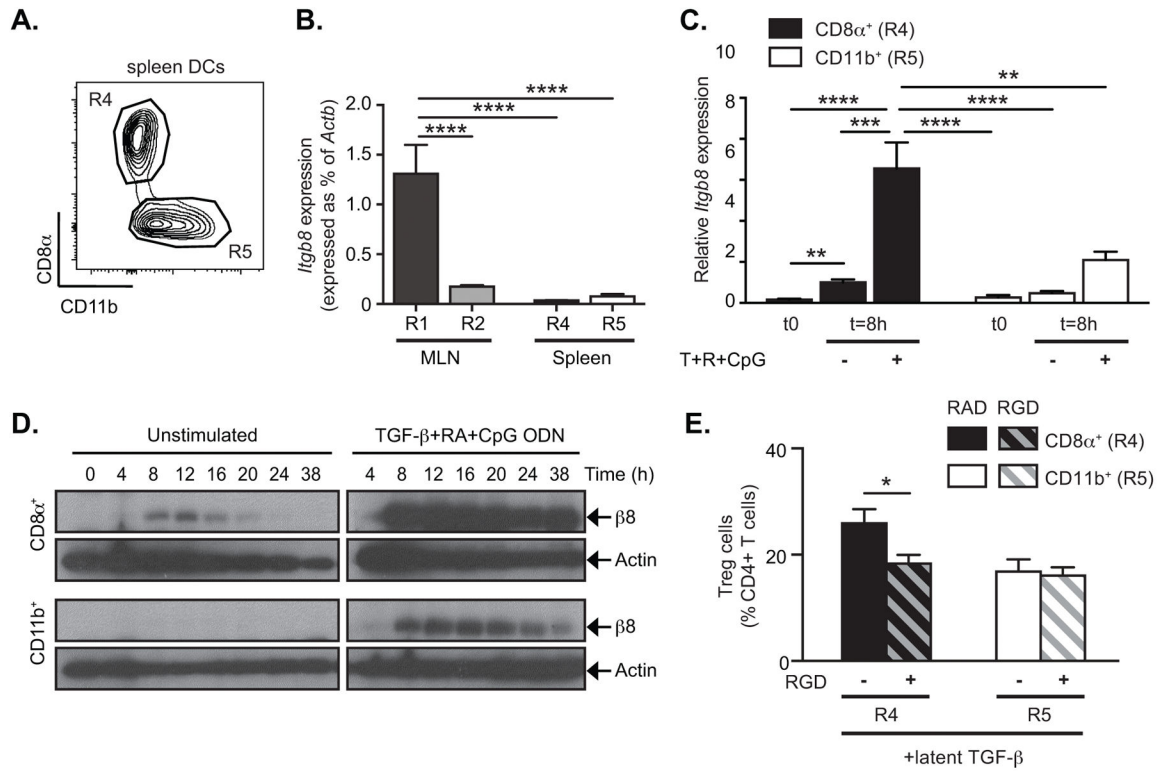 A.
spleen DCs
R4
R5
CD8α
CD11b
B.
Itgb8 expression
(expressed as % of Actb)
2.0
1.5
1.0
0.5
0
****
****
****
R1 R2 R4 R5
MLN Spleen
C.
CD8α⁺ (R4)
CD11b⁺ (R5)
Relative Itgb8 expression
10
8
6
4
2
0
**
**** ****
*** ****
**
t0 t=8h t0 t=8h
T+R+CpG - + - +
D.
Unstimulated TGF-β+RA+CpG ODN
0 4 8 12 16 20 24 38 4 8 12 16 20 24 38 Time (h)
CD8α⁺
β8
Actin
CD11b⁺
β8
Actin
E.
RAD RGD
CD8α⁺ (R4)
CD11b⁺ (R5)
Treg cells
(% CD4+ T cells)
40
20
0
*
RGD - + - +
R4 R5
+latent TGF-β